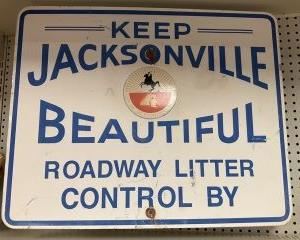 KEEP
JACKSONVILLE
BEAUTIFUL
ROADWAY LITTER
CONTROL BY